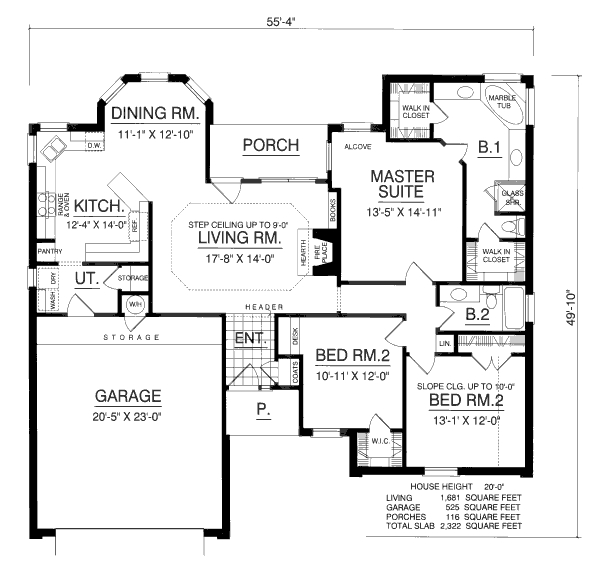 55'-4"
DINING RM.
11'-1" X 12'-10"
D.W.
PORCH
ALCOVE
WALK IN
CLOSET
MARBLE
TUB
B.1
MASTER
SUITE
13'-5" X 14'-11"
GLASS
SHR.
WALK IN
CLOSET
RANGE
& OVEN
KITCH.
12'-4" X 14'-0"
REF.
PANTRY
STEP CEILING UP TO 9'-0"
LIVING RM.
17'-8" X 14'-0"
BOOKS
HEARTH
FIRE
PLACE
WASH
DRY
UT.
STORAGE
W/H
HEADER
STORAGE
ENT.
DESK
COATS
P.
GARAGE
20'-5" X 23'-0"
BED RM.2
10'-11' X 12'-0"
W.I.C.
B.2
LIN.
SLOPE CLG. UP TO 10'-0"
BED RM.2
13'-1' X 12'-0"
49'-10"
HOUSE HEIGHT 20'-0"
LIVING 1,681 SQUARE FEET
GARAGE 525 SQUARE FEET
PORCHES 116 SQUARE FEET
TOTAL SLAB 2,322 SQUARE FEET